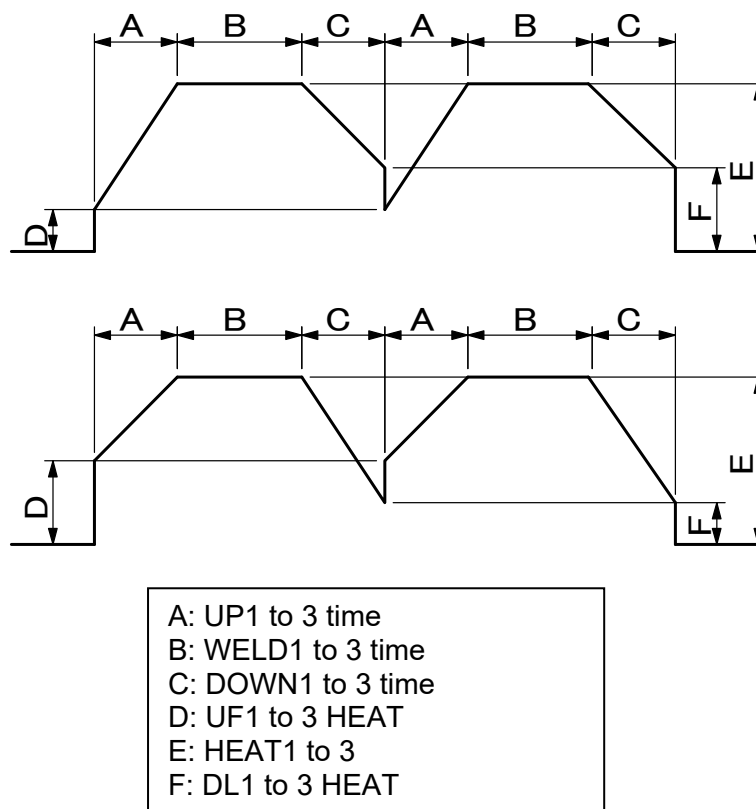 A B C A B C
D F E
A B C A B C
D F E
A: UP1 to 3 time
B: WELD1 to 3 time
C: DOWN1 to 3 time
D: UF1 to 3 HEAT
E: HEAT1 to 3
F: DL1 to 3 HEAT